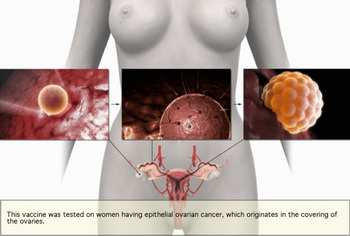 This vaccine was tested on women having epithelial ovarian cancer, which originates in the covering of
the ovaries.